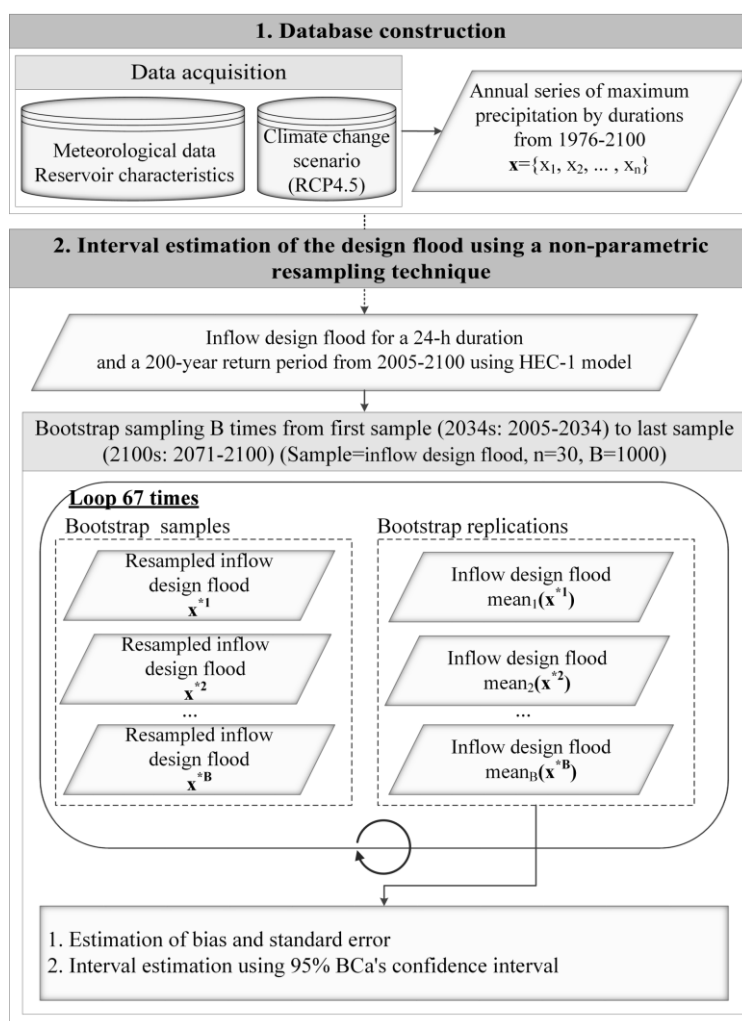 1. Database construction
Data acquisition
Meteorological data
Reservoir characteristics
Climate change
scenario
(RCP4.5)
Annual series of maximum
precipitation by durations
from 1976-2100
x={x₁, x₂, ... , xₙ}
2. Interval estimation of the design flood using a non-parametric
resampling technique
Inflow design flood for a 24-h duration
and a 200-year return period from 2005-2100 using HEC-1 model
Bootstrap sampling B times from first sample (2034s: 2005-2034) to last sample
(2100s: 2071-2100) (Sample=inflow design flood, n=30, B=1000)
Loop 67 times
Bootstrap samples
Resampled inflow
design flood
x*1
Resampled inflow
design flood
x*2
...
Resampled inflow
design flood
x*B
Bootstrap replications
Inflow design flood
mean₁(x*1)
Inflow design flood
mean₂(x*2)
...
Inflow design flood
meanB(x*B)
1. Estimation of bias and standard error
2. Interval estimation using 95% BCa's confidence interval